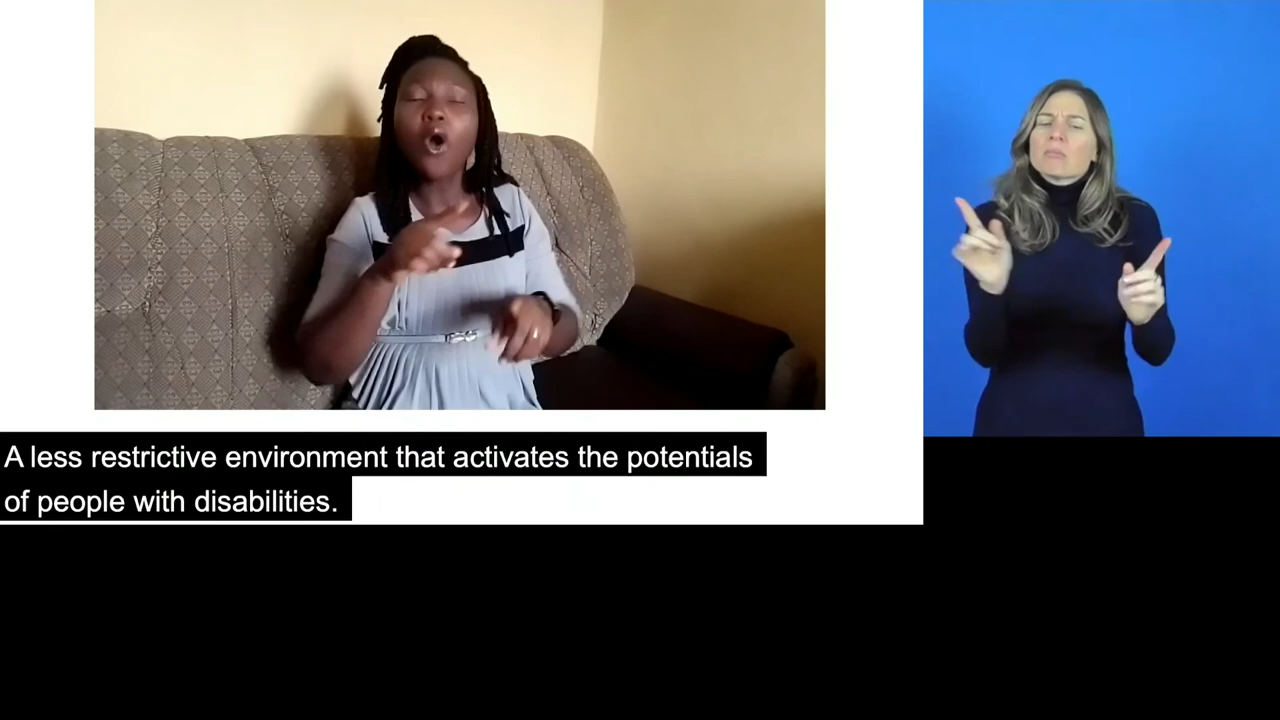 A less restrictive environment that activates the potentials
of people with disabilities.